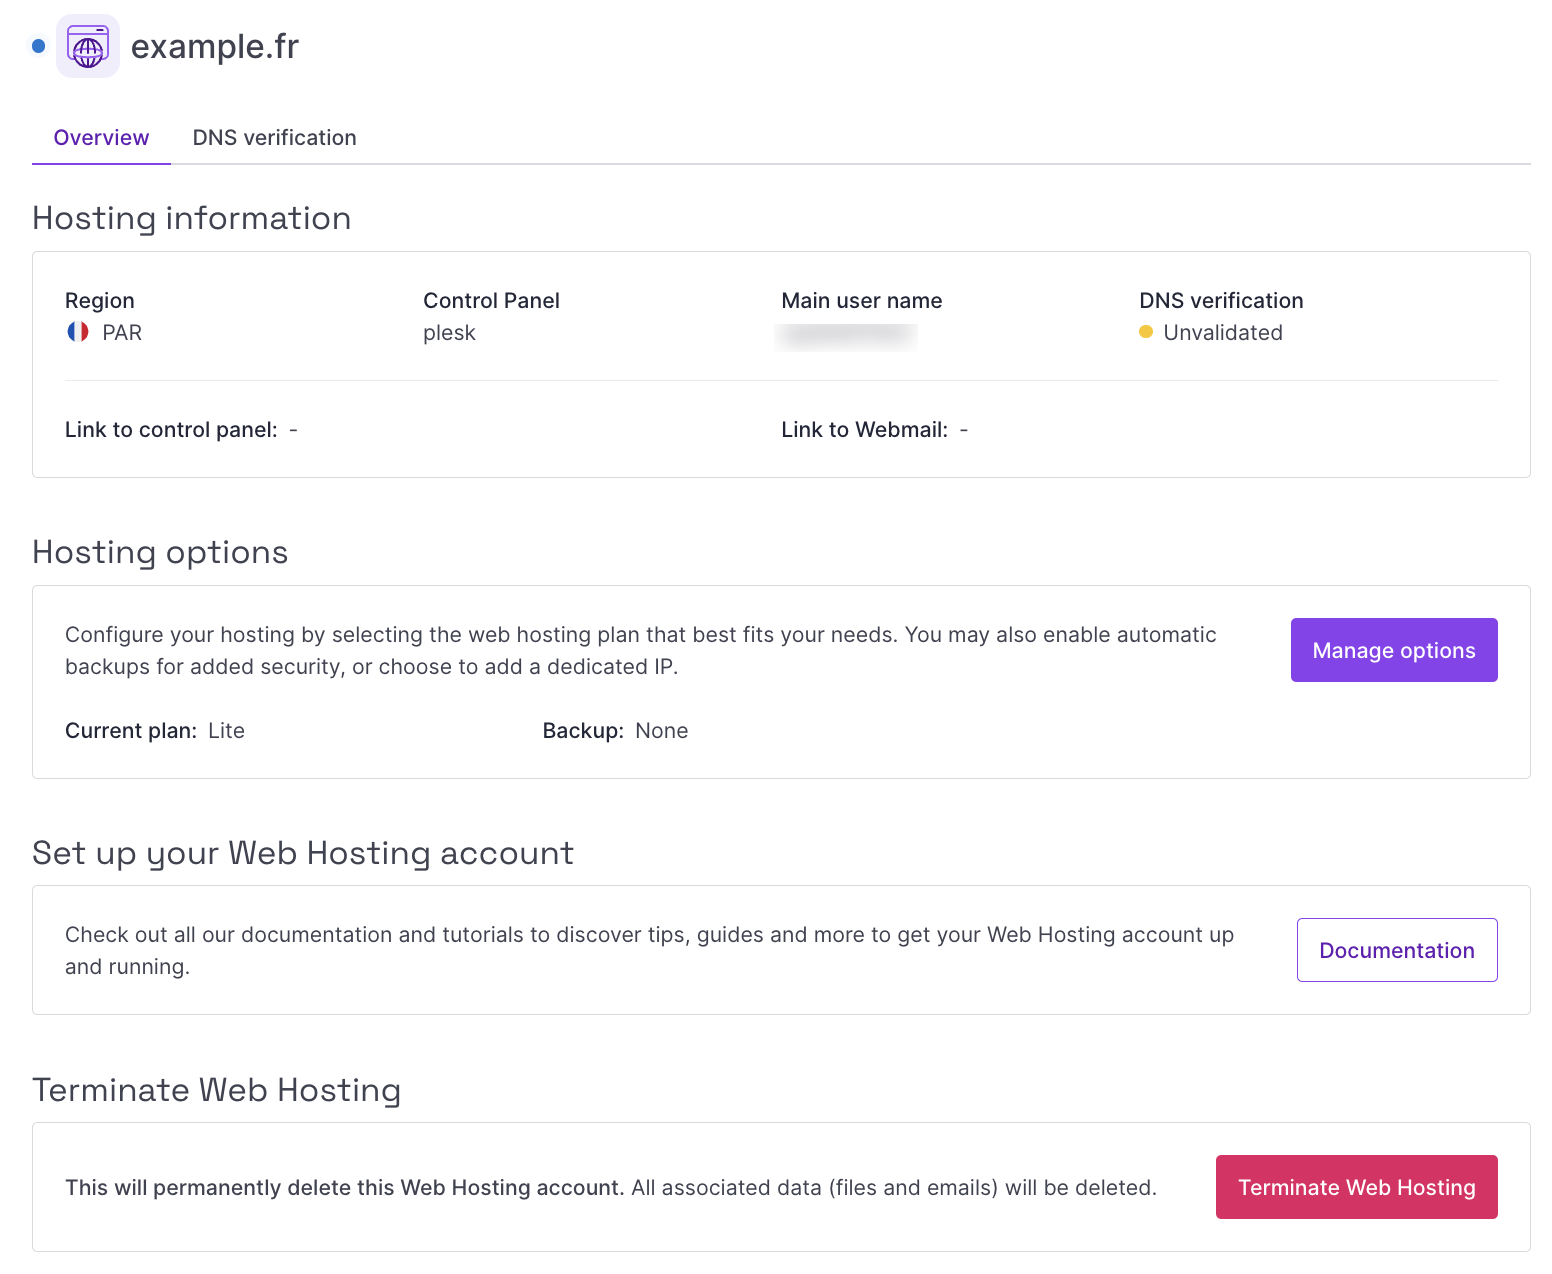 example.fr
Overview DNS verification
Hosting information
Region Control Panel Main user name DNS verification
PAR plesk Unvalidated
Link to control panel: - Link to Webmail: -
Hosting options
Configure your hosting by selecting the web hosting plan that best fits your needs. You may also enable automatic
backups for added security, or choose to add a dedicated IP.
Manage options
Current plan: Lite Backup: None
Set up your Web Hosting account
Check out all our documentation and tutorials to discover tips, guides and more to get your Web Hosting account up
and running.
Documentation
Terminate Web Hosting
This will permanently delete this Web Hosting account. All associated data (files and emails) will be deleted.
Terminate Web Hosting